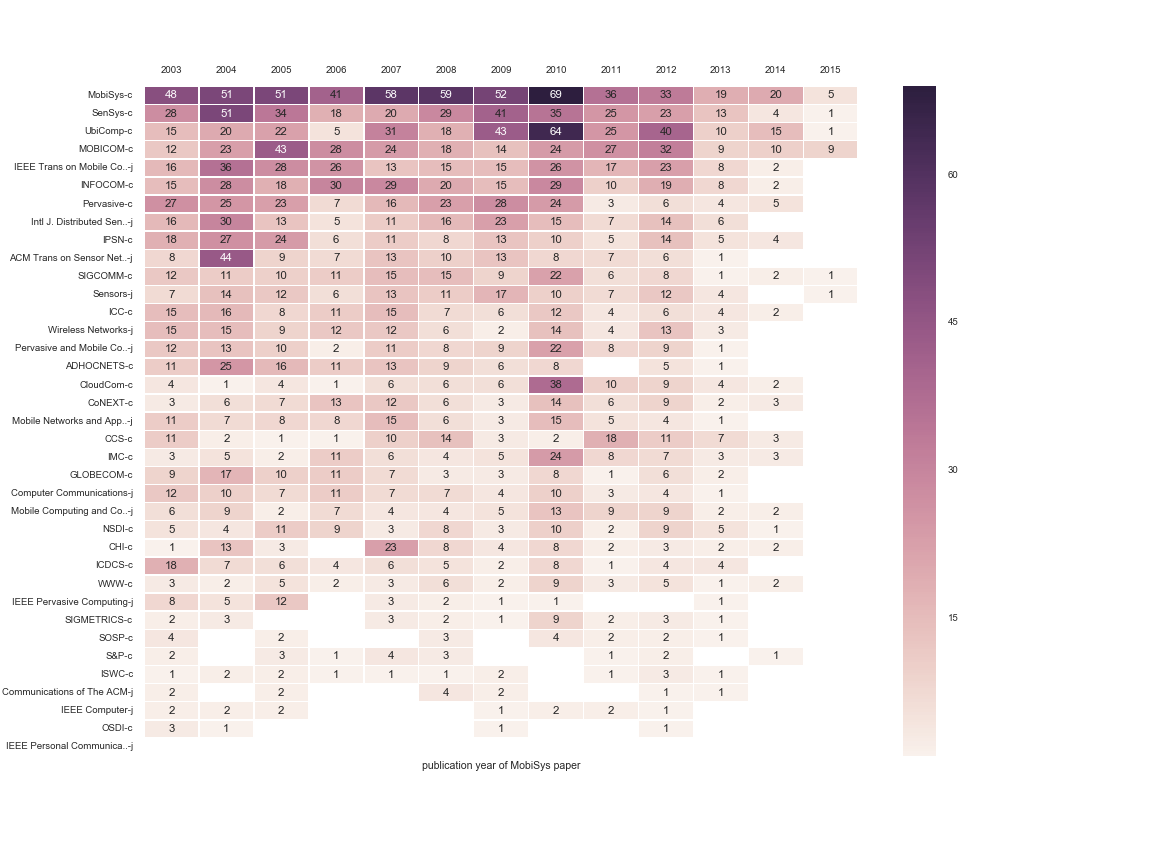 2003 2004 2005 2006 2007 2008 2009 2010 2011 2012 2013 2014 2015
MobiSys-c 48 51 51 41 58 59 52 69 36 33 19 20 5
SenSys-c 28 51 34 18 20 29 41 35 25 23 13 4 1
UbiComp-c 15 20 22 5 31 18 43 64 25 40 10 15 1
MOBICOM-c 12 23 43 28 24 18 14 24 27 32 9 10 9
IEEE Trans on Mobile Co..-j 16 36 28 26 13 15 15 26 17 23 8 2
INFOCOM-c 15 28 18 30 29 20 15 29 10 19 8 2
Pervasive-c 27 25 23 7 16 23 28 24 3 6 4 5
Intl J. Distributed Sen..-j 16 30 13 5 11 16 23 15 7 14 6
IPSN-c 18 27 24 6 11 8 13 10 5 14 5 4
ACM Trans on Sensor Net..-j 8 44 9 7 13 10 13 8 7 6 1
SIGCOMM-c 12 11 10 11 15 15 9 22 6 8 1 2 1
Sensors-j 7 14 12 6 13 11 17 10 7 12 4 1
ICC-c 15 16 8 11 15 7 6 12 4 6 4 2
Wireless Networks-j 15 15 9 12 12 6 2 14 4 13 3
Pervasive and Mobile Co..-j 12 13 10 2 11 8 9 22 8 9 1
ADHOCNETS-c 11 25 16 11 13 9 6 8 5 1
CloudCom-c 4 1 4 1 6 6 6 38 10 9 4 2
CoNEXT-c 3 6 7 13 12 6 3 14 6 9 2 3
Mobile Networks and App..-j 11 7 8 8 15 6 3 15 5 4 1
CCS-c 11 2 1 1 10 14 3 2 18 11 7 3
IMC-c 3 5 2 11 6 4 5 24 8 7 3 3
GLOBECOM-c 9 17 10 11 7 3 3 8 1 6 2
Computer Communications-j 12 10 7 11 7 7 4 10 3 4 1
Mobile Computing and Co..-j 6 9 2 7 4 4 5 13 9 9 2 2
NSDI-c 5 4 11 9 3 8 3 10 2 9 5 1
CHI-c 1 13 3 23 8 4 8 2 3 2 2
ICDCS-c 18 7 6 4 6 5 2 8 1 4 4
WWW-c 3 2 5 2 3 6 2 9 3 5 1 2
IEEE Pervasive Computing-j 8 5 12 3 2 1 1 1
SIGMETRICS-c 2 3 3 2 1 9 2 3 1
SOSP-c 4 2 3 4 2 2 1
S&P-c 2 3 1 4 3 1 2 1
ISWC-c 1 2 2 1 1 1 2 1 3 1
Communications of The ACM-j 2 2 4 2 1 1
IEEE Computer-j 2 2 2 1 2 2 1
OSDI-c 3 1 1 1
IEEE Personal Communica..-j
publication year of MobiSys paper
60
45
30
15